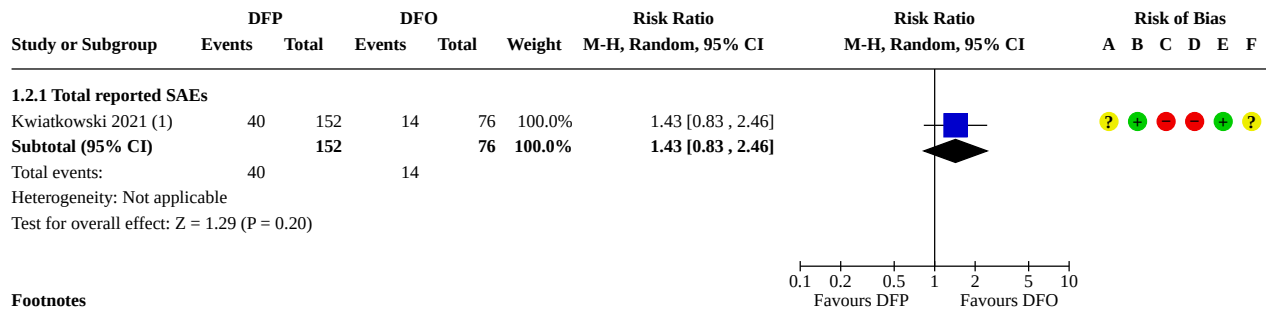 DFP DFO Risk Ratio Risk Ratio Risk of Bias
Study or Subgroup Events Total Events Total Weight M-H, Random, 95% CI M-H, Random, 95% CI A B C D E F
1.2.1 Total reported SAEs
Kwiatkowski 2021 (1) 40 152 14 76 100.0% 1.43 [0.83 , 2.46] ? + − − + ?
Subtotal (95% CI) 152 76 100.0% 1.43 [0.83 , 2.46]
Total events: 40 14
Heterogeneity: Not applicable
Test for overall effect: Z = 1.29 (P = 0.20)
0.1 0.2 0.5 1 2 5 10
Footnotes Favours DFP Favours DFO